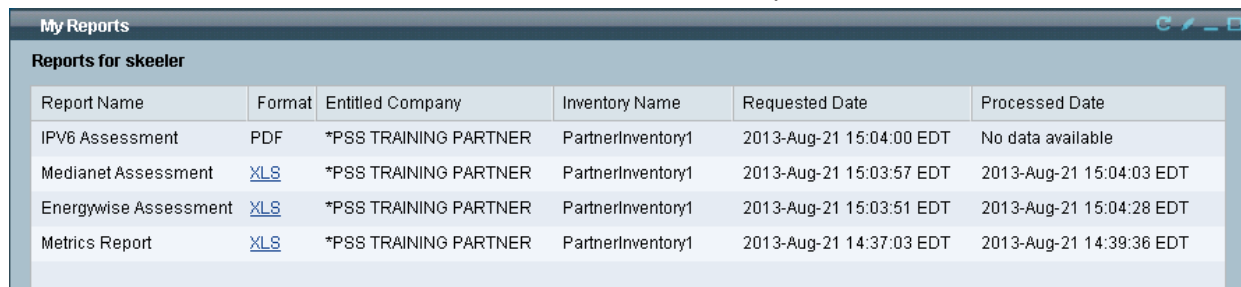 My Reports
Reports for skeeler
Report Name Format Entitled Company Inventory Name Requested Date Processed Date
IPV6 Assessment PDF *PSS TRAINING PARTNER PartnerInventory1 2013-Aug-21 15:04:00 EDT No data available
Medianet Assessment XLS *PSS TRAINING PARTNER PartnerInventory1 2013-Aug-21 15:03:57 EDT 2013-Aug-21 15:04:03 EDT
Energywise Assessment XLS *PSS TRAINING PARTNER PartnerInventory1 2013-Aug-21 15:03:51 EDT 2013-Aug-21 15:04:28 EDT
Metrics Report XLS *PSS TRAINING PARTNER PartnerInventory1 2013-Aug-21 14:37:03 EDT 2013-Aug-21 14:39:36 EDT